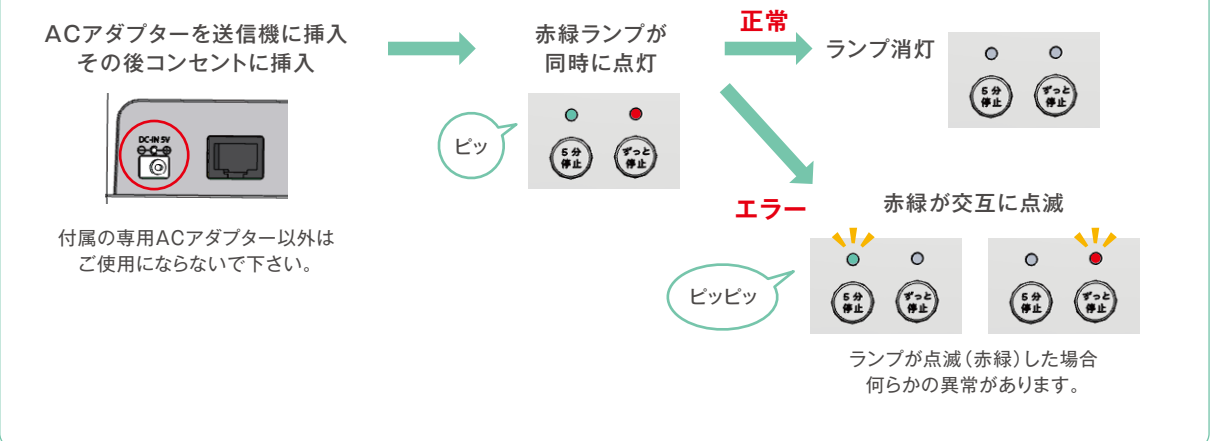 ACアダプターを送信機に挿入
その後コンセントに挿入
DC-IN 5V
付属の専用ACアダプター以外は
ご使用にならないで下さい。
赤緑ランプが
同時に点灯
ピッ
5分
停止
ずっと
停止
正常
ランプ消灯
5分
停止
ずっと
停止
エラー
赤緑が交互に点滅
ピッピッ
5分
停止
ずっと
停止
5分
停止
ずっと
停止
ランプが点滅(赤緑)した場合
何らかの異常があります。